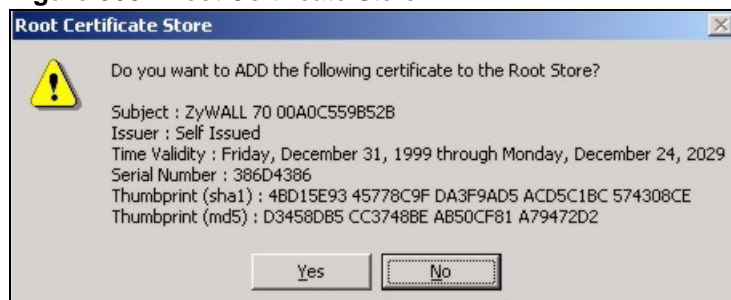 Root Certificate Store
Do you want to ADD the following certificate to the Root Store?
Subject : ZyWALL 70 00A0C559B52B
Issuer : Self Issued
Time Validity : Friday, December 31, 1999 through Monday, December 24, 2029
Serial Number : 386D4386
Thumbprint (sha1) : 4BD15E93 45778C9F DA3F9AD5 ACD5C1BC 574308CE
Thumbprint (md5) : D3458DB5 CC3748BE AB50CF81 A79472D2
Yes No